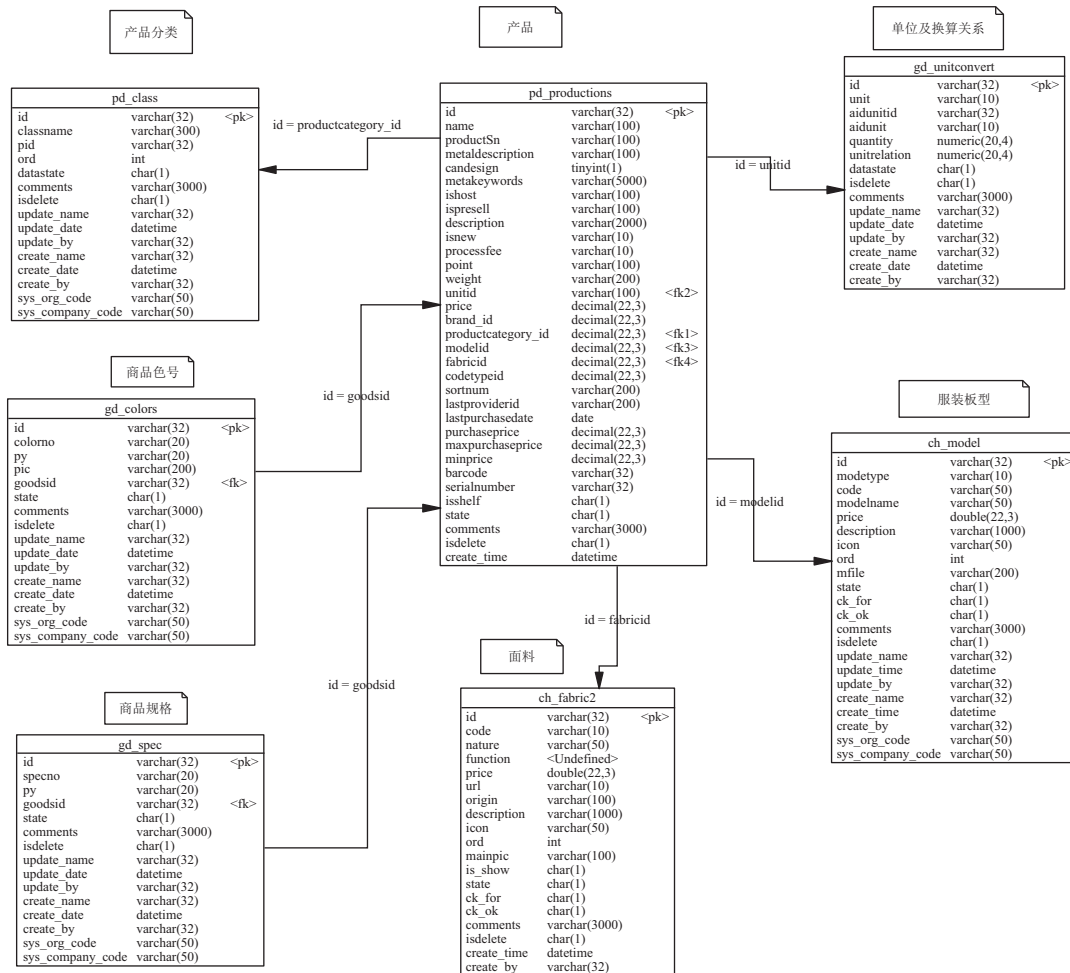 产品分类
产品
单位及换算关系
pd_class
id varchar(32) <pk>
classname varchar(300)
pid varchar(32)
ord int
datastate char(1)
comments varchar(3000)
isdelete char(1)
update_name varchar(32)
update_date datetime
update_by varchar(32)
create_name varchar(32)
create_date datetime
create_by varchar(32)
sys_org_code varchar(50)
sys_company_code varchar(50)
id = productcategory_id
pd_productions
id varchar(32) <pk>
name varchar(100)
productSn varchar(100)
metaldescription varchar(100)
candesign tinyint(1)
metakeywords varchar(5000)
ishost varchar(100)
ispresell varchar(100)
description varchar(2000)
isnew varchar(10)
processfee varchar(10)
point varchar(100)
weight varchar(200)
unitid varchar(100) <fk2>
price decimal(22,3)
brand_id decimal(22,3)
productcategory_id decimal(22,3) <fk1>
modelid decimal(22,3) <fk3>
fabricid decimal(22,3) <fk4>
codetypeid decimal(22,3)
sortnum varchar(200)
lastproviderid varchar(200)
lastpurchasedate date
purchaseprice decimal(22,3)
maxpurchaseprice decimal(22,3)
minprice decimal(22,3)
barcode varchar(32)
serialnumber varchar(32)
isshelf char(1)
state char(1)
comments varchar(3000)
isdelete char(1)
create_time datetime
id = unitid
gd_unitconvert
id varchar(32) <pk>
unit varchar(10)
aidunitid varchar(32)
aidunit varchar(10)
quantity numeric(20,4)
unitrelation numeric(20,4)
datastate char(1)
isdelete char(1)
comments varchar(3000)
update_name varchar(32)
update_date datetime
update_by varchar(32)
create_name varchar(32)
create_date datetime
create_by varchar(32)
商品色号
gd_colors
id varchar(32) <pk>
colorno varchar(20)
py varchar(20)
pic varchar(200)
goodsid varchar(32) <fk>
state char(1)
comments varchar(3000)
isdelete char(1)
update_name varchar(32)
update_date datetime
update_by varchar(32)
create_name varchar(32)
create_date datetime
create_by varchar(32)
sys_org_code varchar(50)
sys_company_code varchar(50)
id = goodsid
服装板型
ch_model
id varchar(32) <pk>
modetype varchar(10)
code varchar(50)
modelname varchar(50)
price double(22,3)
description varchar(1000)
icon varchar(50)
ord int
mfile varchar(200)
state char(1)
ck_for char(1)
ck_ok char(1)
comments varchar(3000)
isdelete char(1)
update_name varchar(32)
update_time datetime
update_by varchar(32)
create_name varchar(32)
create_time datetime
create_by varchar(32)
sys_org_code varchar(50)
sys_company_code varchar(50)
id = modelid
id = fabricid
面料
ch_fabric2
id varchar(32) <pk>
code varchar(10)
nature varchar(50)
function <Undefined>
price double(22,3)
url varchar(10)
origin varchar(100)
description varchar(1000)
icon varchar(50)
ord int
mainpic varchar(100)
is_show char(1)
state char(1)
ck_for char(1)
ck_ok char(1)
comments varchar(3000)
isdelete char(1)
create_time datetime
create_by varchar(32)
id = goodsid
商品规格
gd_spec
id varchar(32) <pk>
specno varchar(20)
py varchar(20)
goodsid varchar(32) <fk>
state char(1)
comments varchar(3000)
isdelete char(1)
update_name varchar(32)
update_date datetime
update_by varchar(32)
create_name varchar(32)
create_date datetime
create_by varchar(32)
sys_org_code varchar(50)
sys_company_code varchar(50)